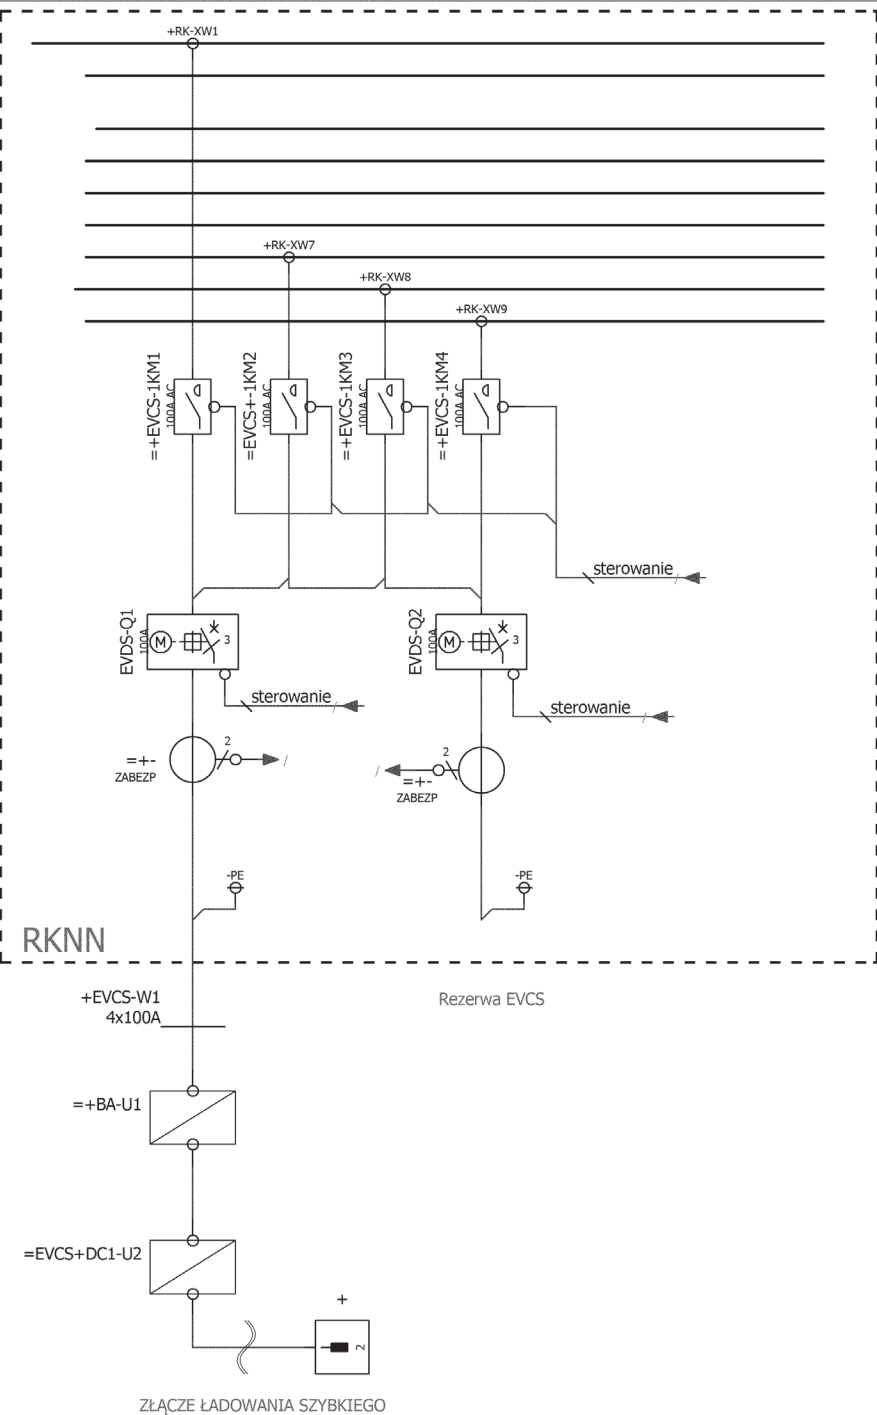 +RK-XW1
+RK-XW7
+RK-XW8
+RK-XW9
=+EVCS-1KM1
100A AC
=EVCS+-1KM2
100A AC
=+EVCS-1KM3
100A AC
=+EVCS-1KM4
100A AC
sterowanie /
EVDS-Q1
100A
M
3
EVDS-Q2
100A
M
3
sterowanie /
sterowanie /
=+-
ZABEZP
2
/
/
2
=+-
ZABEZP
-PE
-PE
RKNN
+EVCS-W1
4x100A
Rezerwa EVCS
=+BA-U1
=EVCS+DC1-U2
+
2
ZŁĄCZE ŁADOWANIA SZYBKIEGO